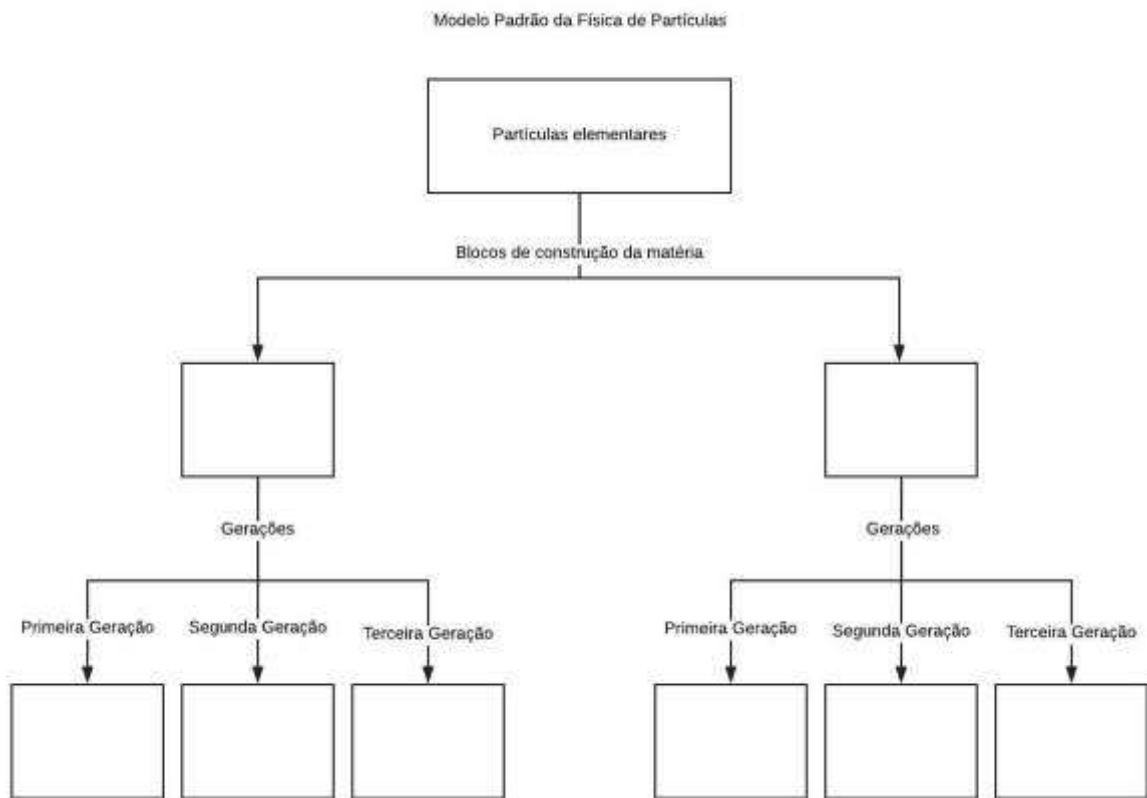 Modelo Padrão da Física de Partículas
Partículas elementares
Blocos de construção da matéria
Gerações
Gerações
Primeira Geração
Segunda Geração
Terceira Geração
Primeira Geração
Segunda Geração
Terceira Geração